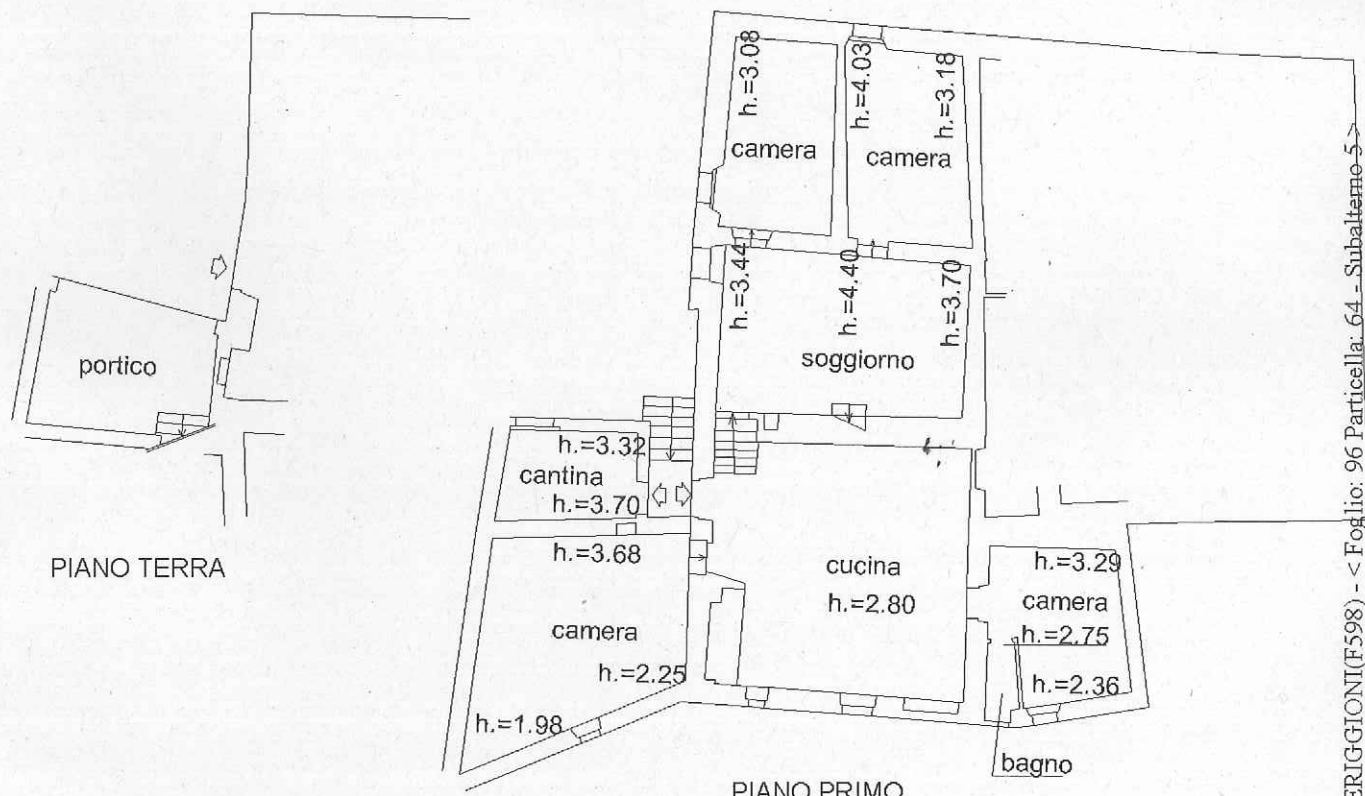 portico
PIANO TERRA
h.=3.08
camera
h.=4.03
h.=3.18
camera
h.=3.44
h.=4.40
h.=3.70
soggiorno
h.=3.32
cantina
h.=3.70
h.=3.68
camera
h.=2.25
h.=1.98
cucina
h.=2.80
h.=3.29
camera
h.=2.75
h.=2.36
bagno
PIANO PRIMO
ERIGGIONI(F598) - < Foglio: 96 Particella: 64 - Subalterno 5 >